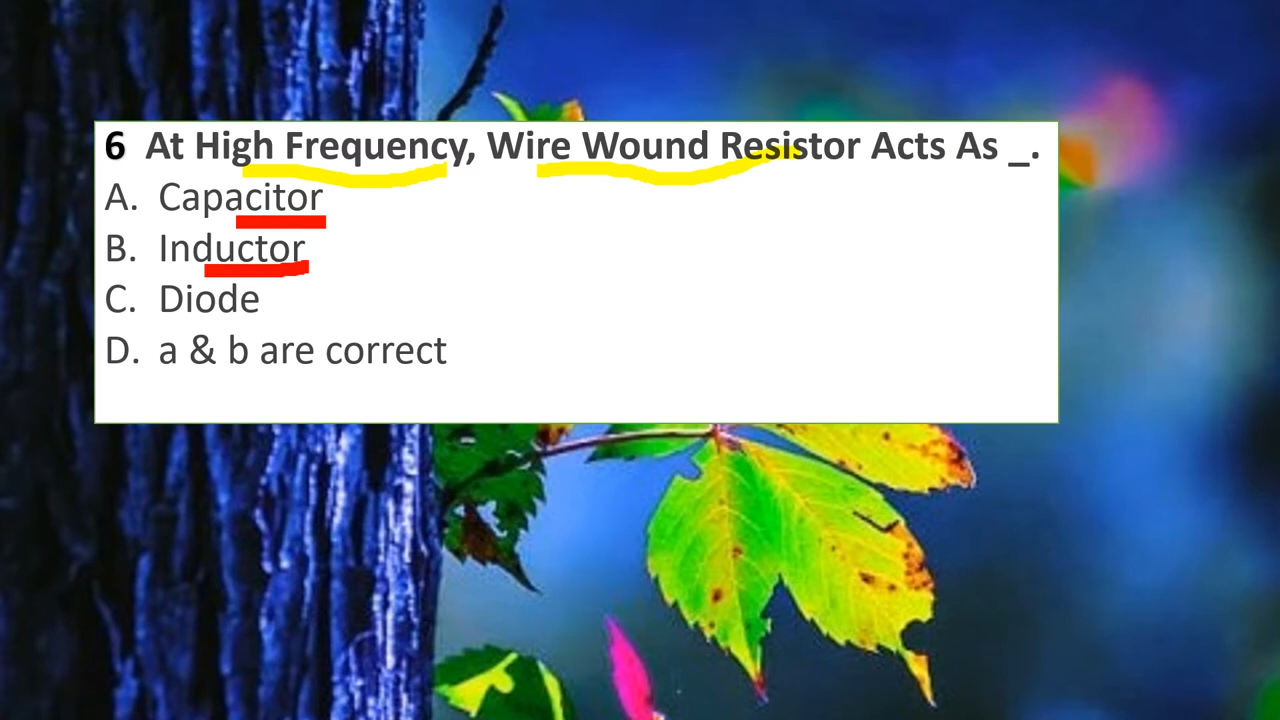 6 At High Frequency, Wire Wound Resistor Acts As _.
A. Capacitor
B. Inductor
C. Diode
D. a & b are correct